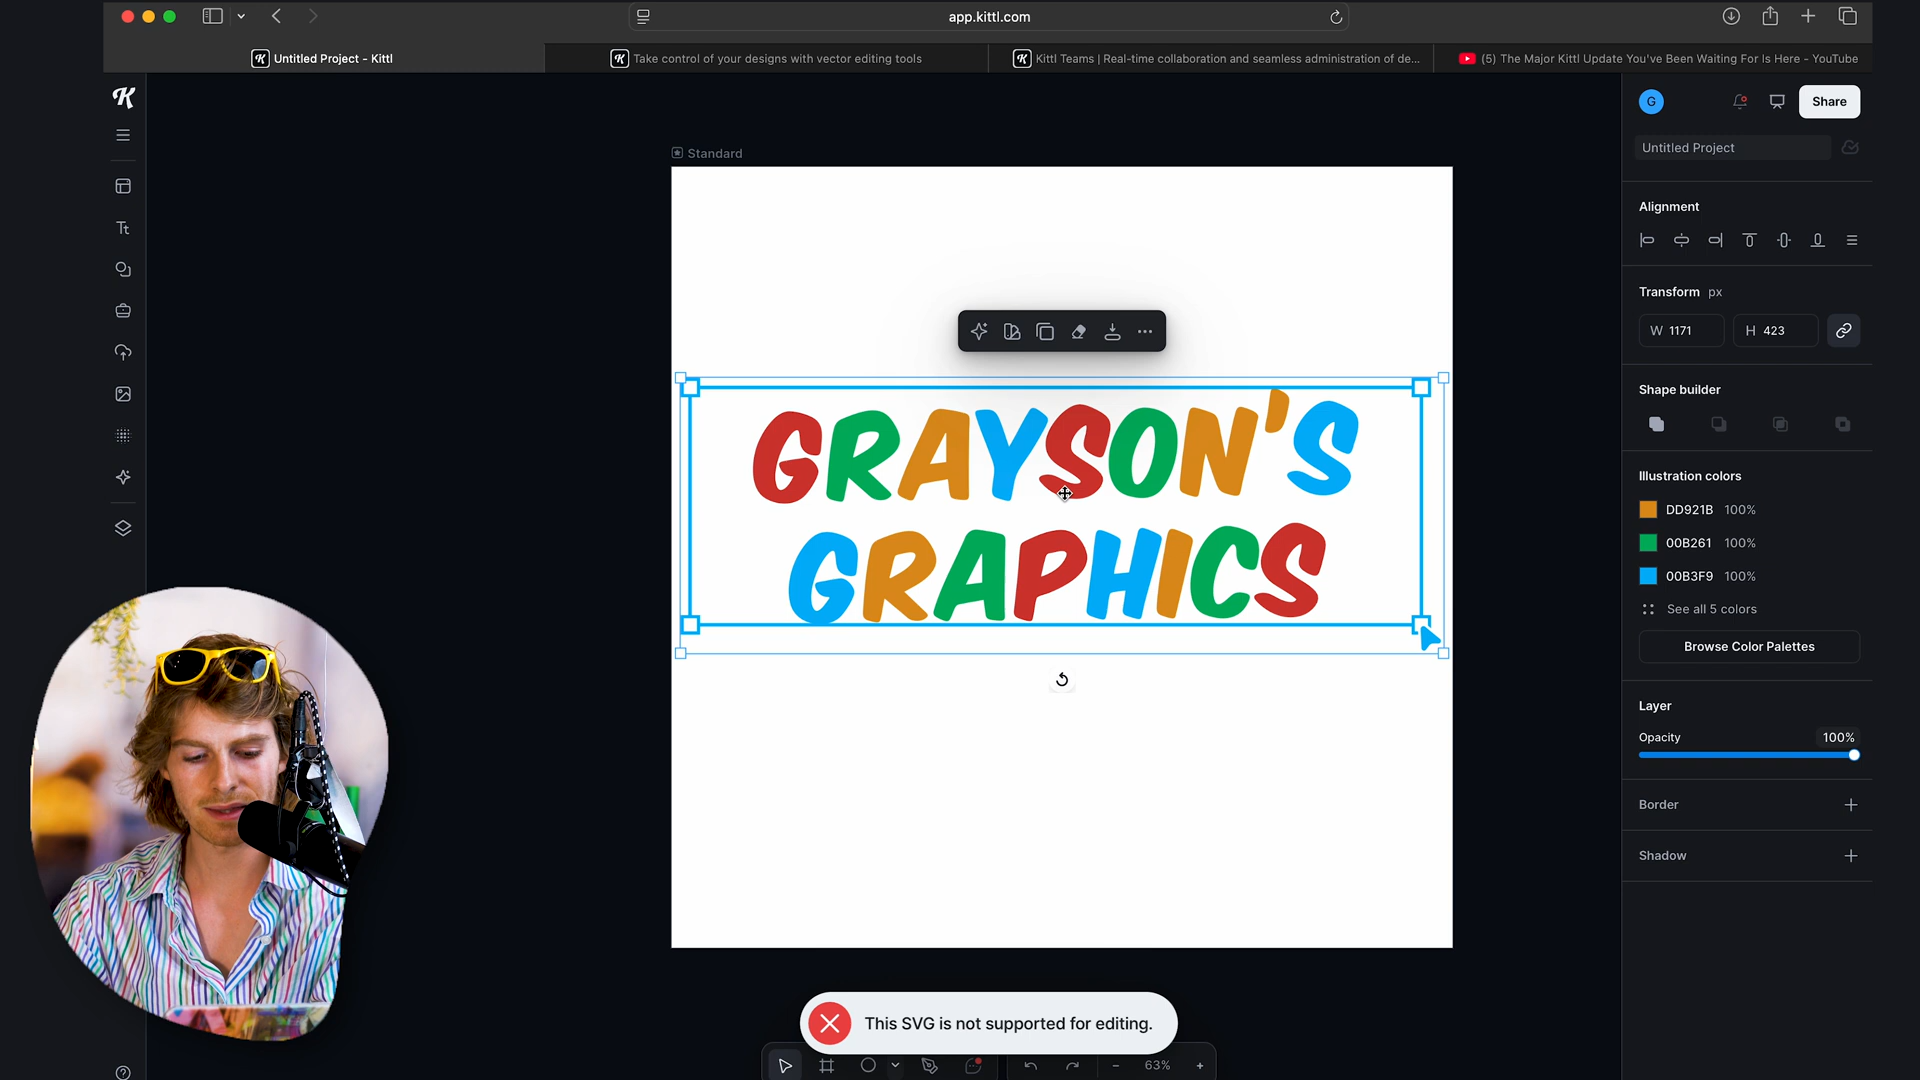 app.kittl.com
Untitled Project - Kittl
Take control of your designs with vector editing tools
Kittl Teams | Real-time collaboration and seamless administration of de...
(5) The Major Kittl Update You've Been Waiting For Is Here - YouTube
K
G
Share
Untitled Project
Standard
Tt
Alignment
Transform px
W 1171
H 423
Shape builder
GRAYSON'S
GRAPHICS
Illustration colors
DD921B 100%
00B261 100%
00B3F9 100%
See all 5 colors
Browse Color Palettes
Layer
Opacity 100%
Border
Shadow
This SVG is not supported for editing.
63%